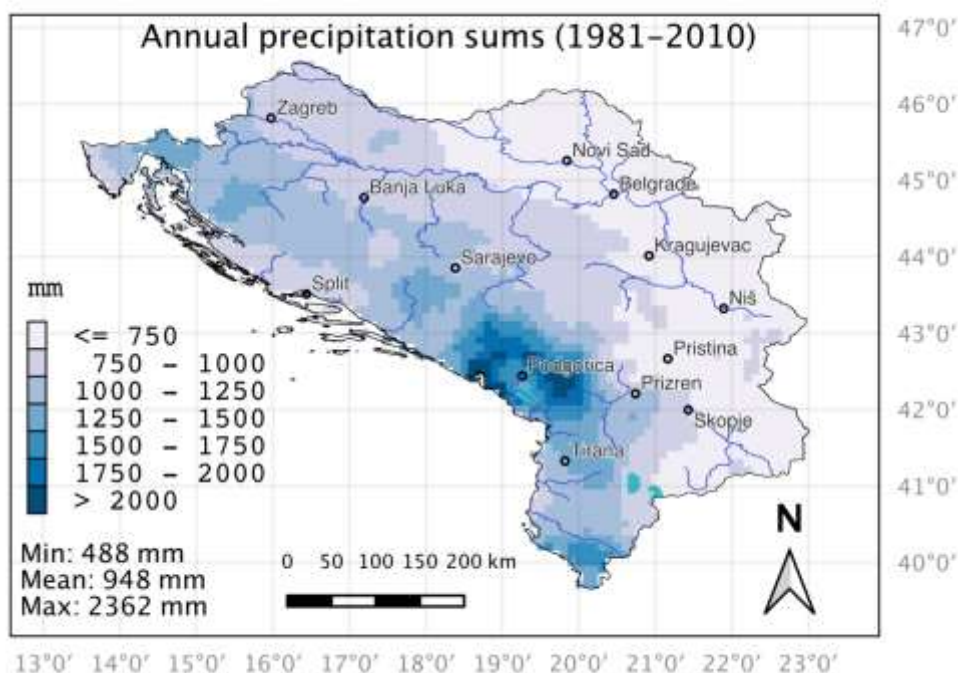 Annual precipitation sums (1981–2010)
47°0'
46°0'
45°0'
44°0'
43°0'
42°0'
41°0'
40°0'
Zagreb
Novi Sad
Banja Luka
Belgrade
Kragujevac
Sarajevo
Split
Niš
Pristina
Podgorica
Prizren
Skopje
Tirana
mm
<= 750
750 – 1000
1000 – 1250
1250 – 1500
1500 – 1750
1750 – 2000
> 2000
Min: 488 mm
Mean: 948 mm
Max: 2362 mm
0 50 100 150 200 km
N
13°0' 14°0' 15°0' 16°0' 17°0' 18°0' 19°0' 20°0' 21°0' 22°0' 23°0'